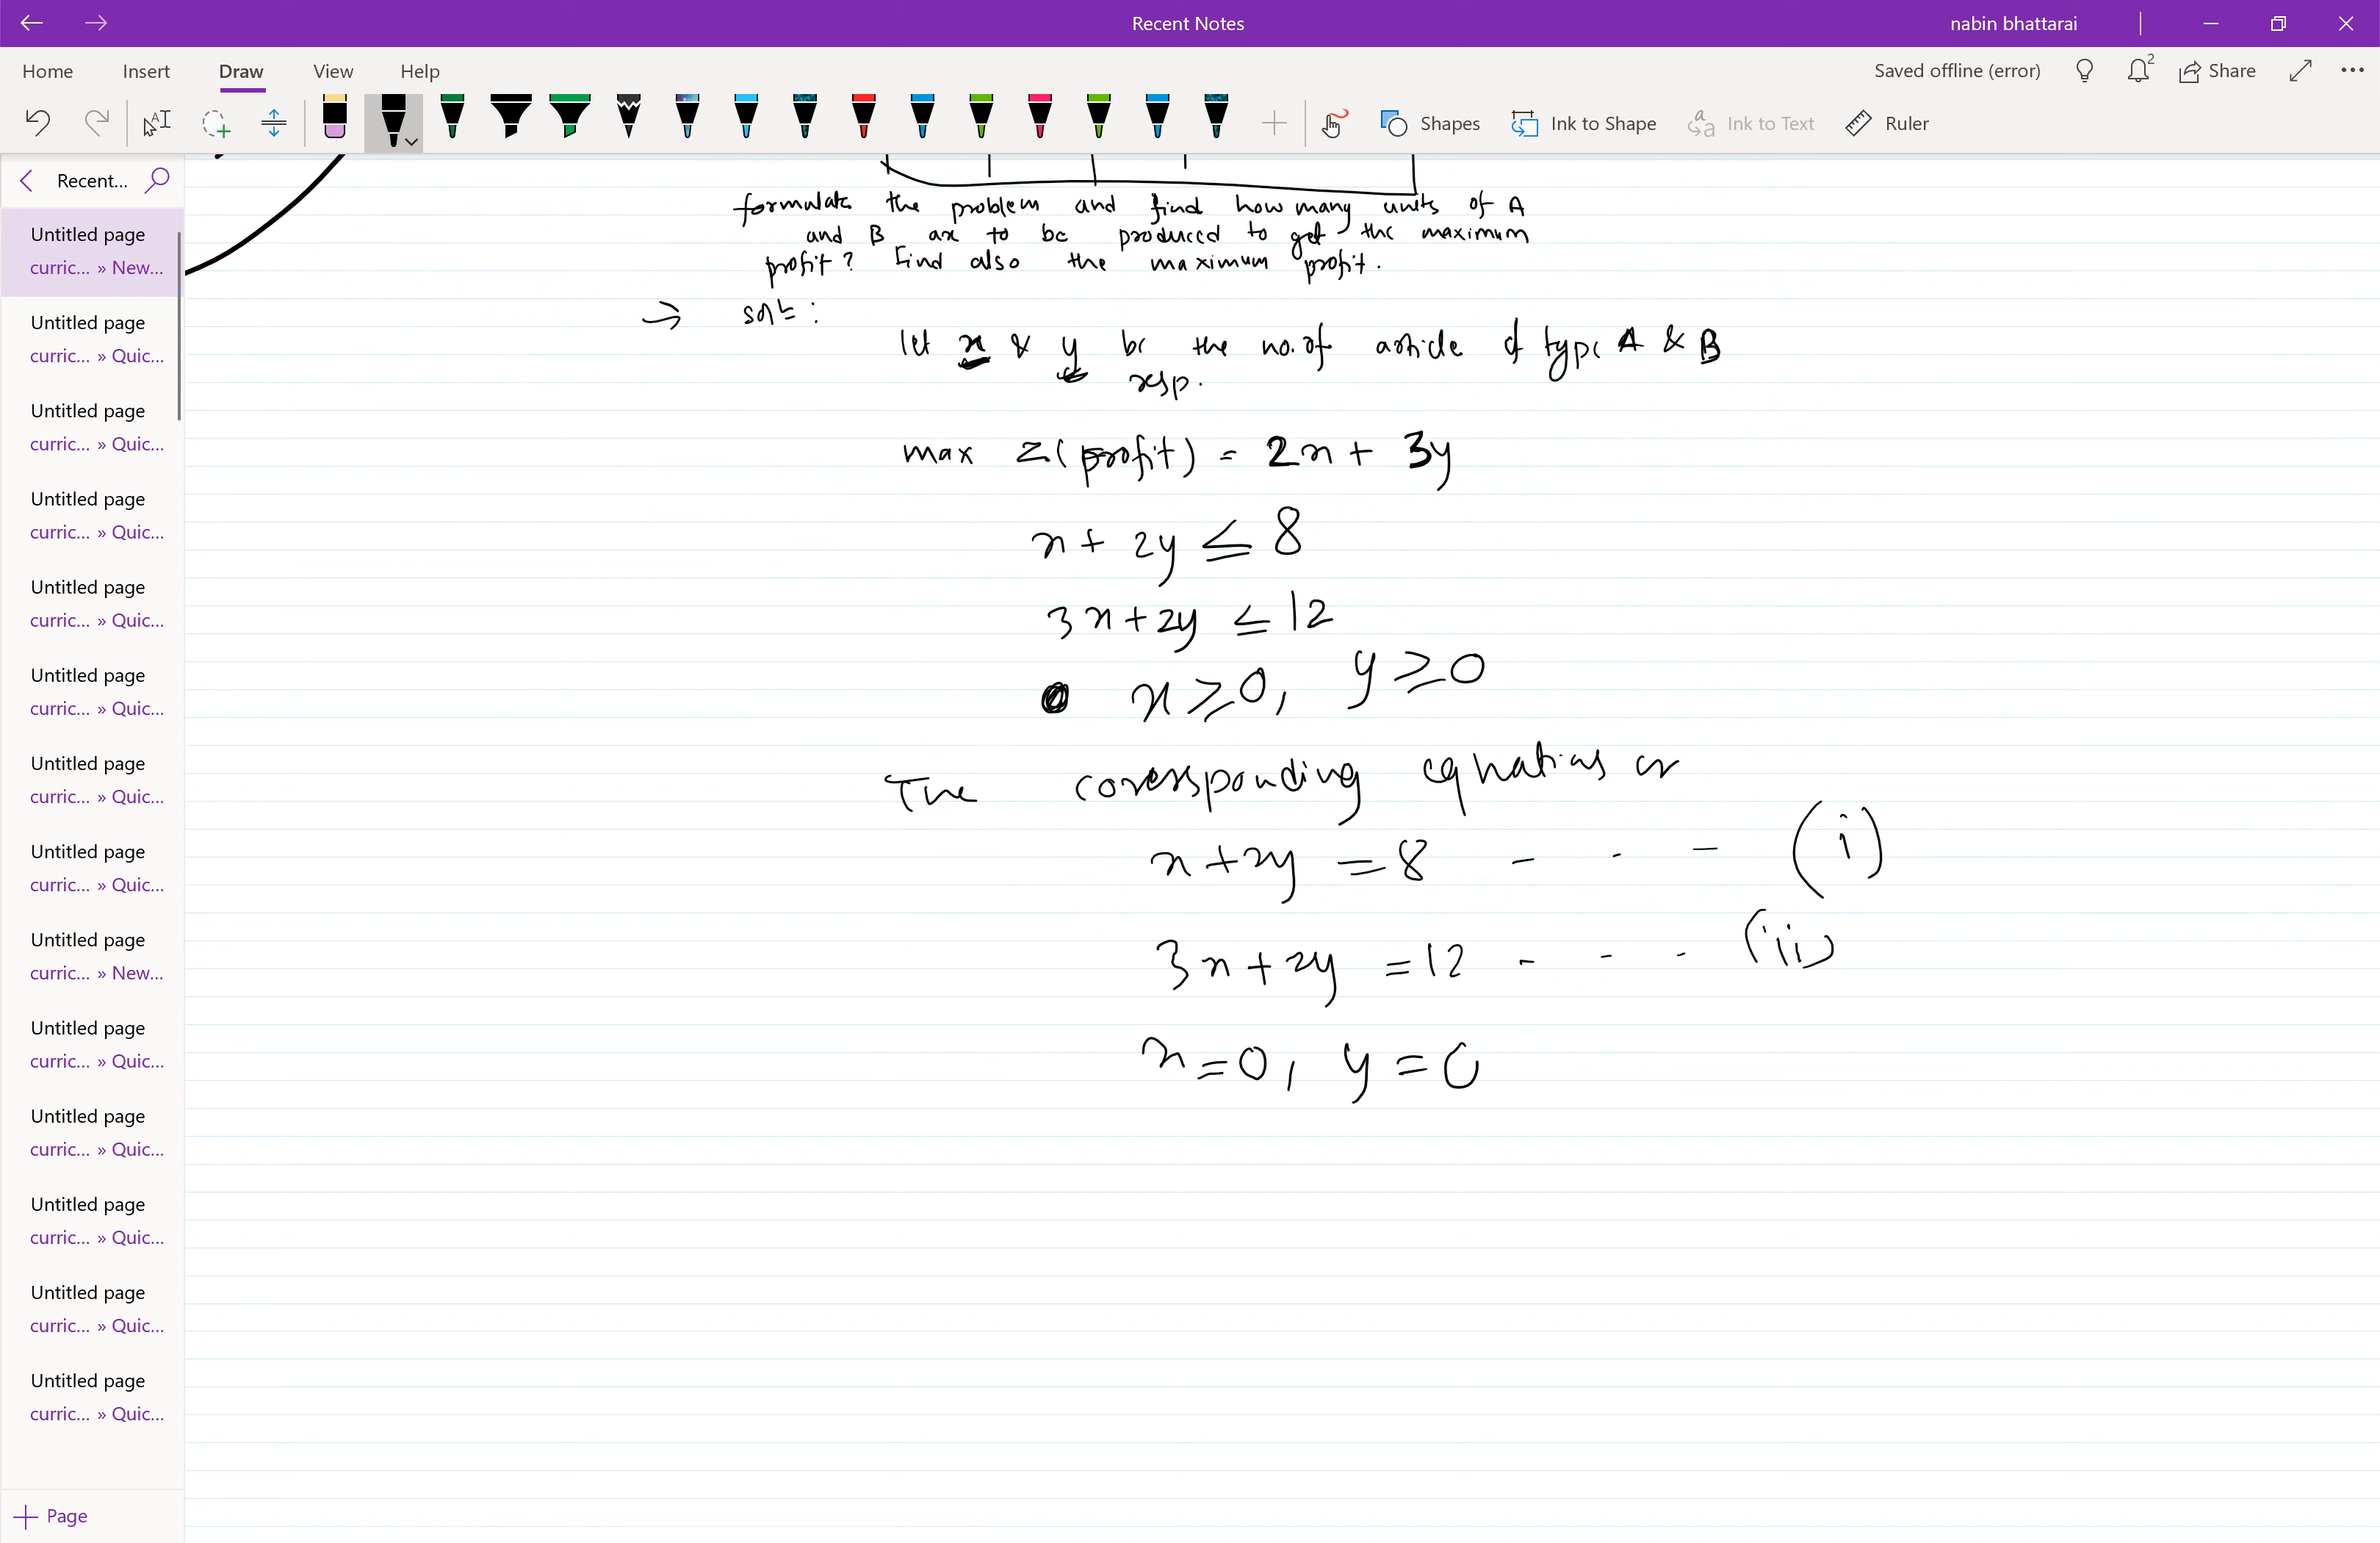 Recent Notes
nabin bhattarai
Home Insert Draw View Help
Saved offline (error) 2 Share
Shapes Ink to Shape Ink to Text Ruler
Recent...
Untitled page
curric... » New...
Untitled page
curric... » Quic...
Untitled page
curric... » Quic...
Untitled page
curric... » Quic...
Untitled page
curric... » Quic...
Untitled page
curric... » Quic...
Untitled page
curric... » Quic...
Untitled page
curric... » Quic...
Untitled page
curric... » New...
Untitled page
curric... » Quic...
Untitled page
curric... » Quic...
Untitled page
curric... » Quic...
Untitled page
curric... » Quic...
Untitled page
curric... » Quic...
+ Page
formulate the problem and find how many units of A
and B are to be produced to get the maximum
profit? Find also the maximum profit.
→ solⁿ:
let x & y be the no. of article of type A & B
resp.
max Z(profit) = 2x + 3y
x + 2y ≤ 8
3x + 2y ≤ 12
x ≥ 0, y ≥ 0
The corresponding equations are
x + 2y = 8 - - - (i)
3x + 2y = 12 - - - (ii)
x = 0, y = 0